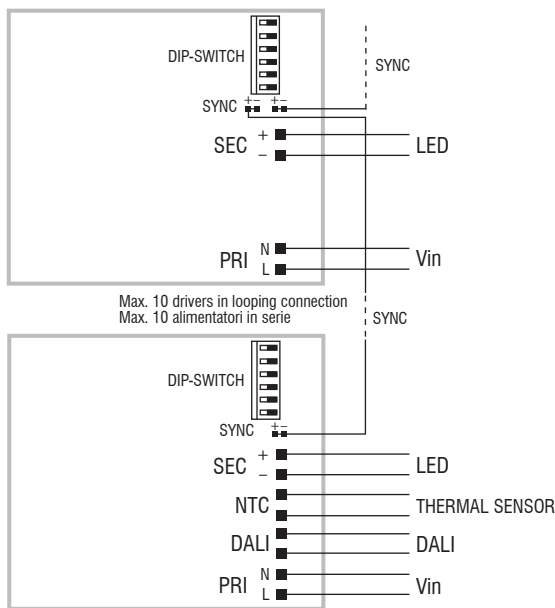 DIP-SWITCH
SYNC
SYNC + - + -
SEC + - LED
PRI N L Vin
Max. 10 drivers in looping connection
Max. 10 alimentatori in serie
SYNC
DIP-SWITCH
SYNC + -
SEC + - LED
NTC THERMAL SENSOR
DALI DALI
PRI N L Vin